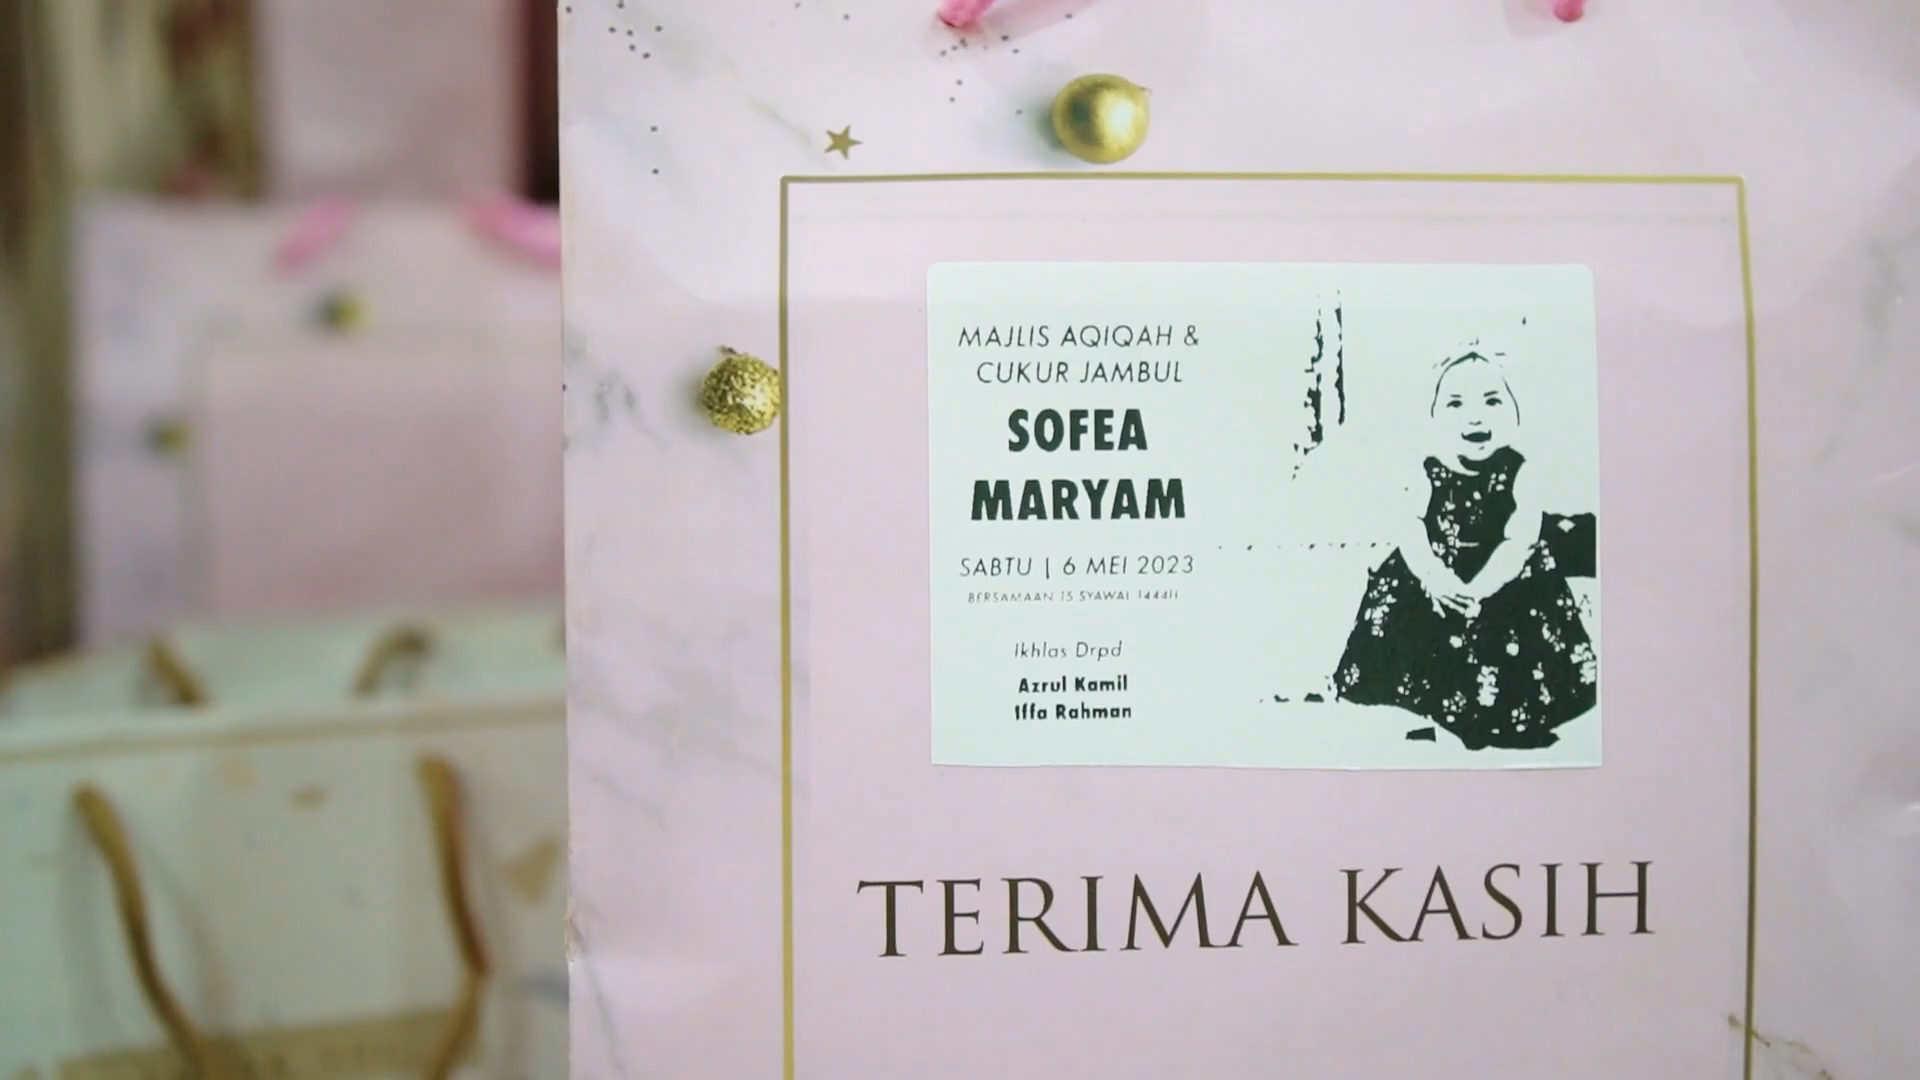 MAJLIS AQIQAH &
CUKUR JAMBUL
SOFEA
MARYAM
SABTU | 6 MEI 2023
BERSAMAAN 15 SYAWAL 1444H
Ikhlas Drpd
Azrul Kamil
Iffa Rahman
TERIMA KASIH